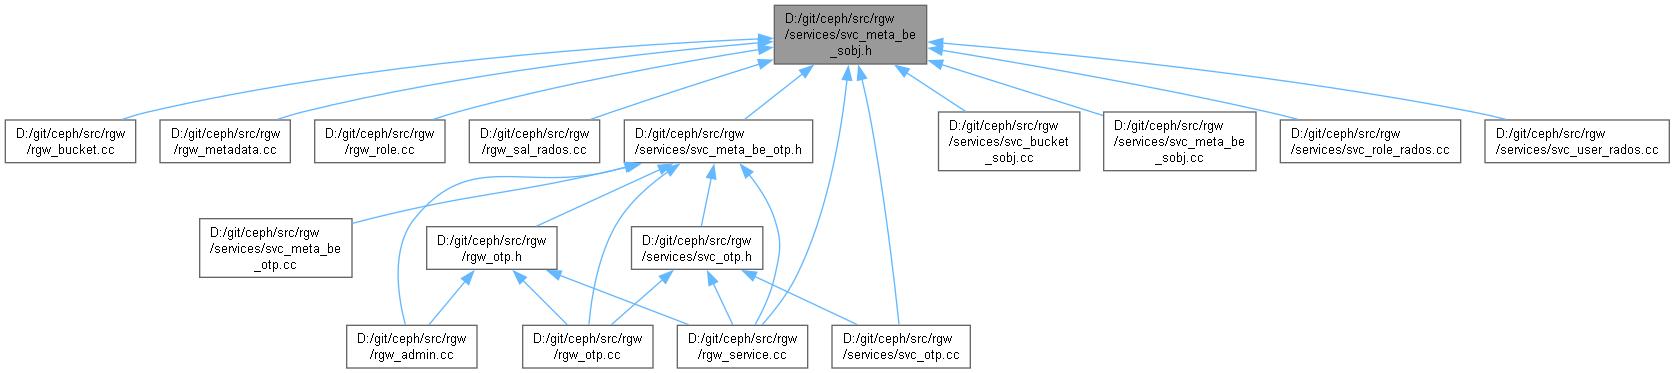 D:/git/ceph/src/rgw
/services/svc_meta_be
_sobj.h
D:/git/ceph/src/rgw
/rgw_bucket.cc
D:/git/ceph/src/rgw
/rgw_metadata.cc
D:/git/ceph/src/rgw
/rgw_role.cc
D:/git/ceph/src/rgw
/rgw_sal_rados.cc
D:/git/ceph/src/rgw
/services/svc_meta_be_otp.h
D:/git/ceph/src/rgw
/services/svc_bucket
_sobj.cc
D:/git/ceph/src/rgw
/services/svc_meta_be
_sobj.cc
D:/git/ceph/src/rgw
/services/svc_role_rados.cc
D:/git/ceph/src/rgw
/services/svc_user_rados.cc
D:/git/ceph/src/rgw
/services/svc_meta_be
_otp.cc
D:/git/ceph/src/rgw
/rgw_otp.h
D:/git/ceph/src/rgw
/services/svc_otp.h
D:/git/ceph/src/rgw
/rgw_admin.cc
D:/git/ceph/src/rgw
/rgw_otp.cc
D:/git/ceph/src/rgw
/rgw_service.cc
D:/git/ceph/src/rgw
/services/svc_otp.cc